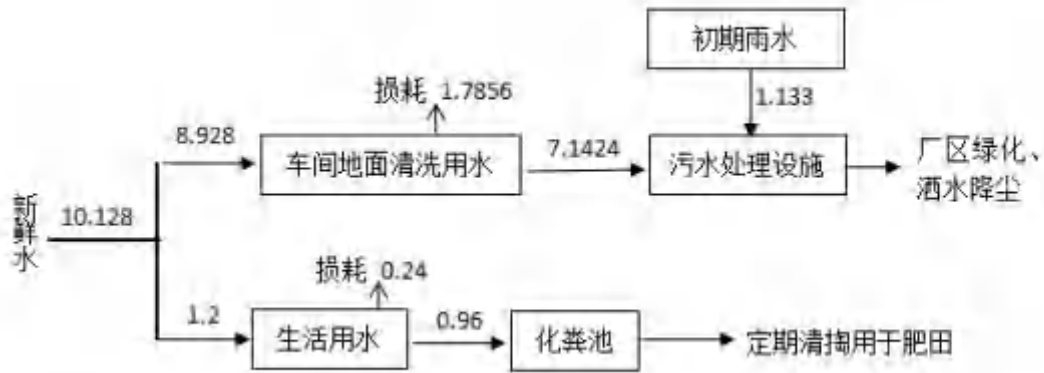 初期雨水
损耗 1.7856
1.133
8.928
车间地面清洗用水
7.1424
污水处理设施
厂区绿化、
洒水降尘
新鲜水
10.128
损耗 0.24
1.2
生活用水
0.96
化粪池
定期清掏用于肥田